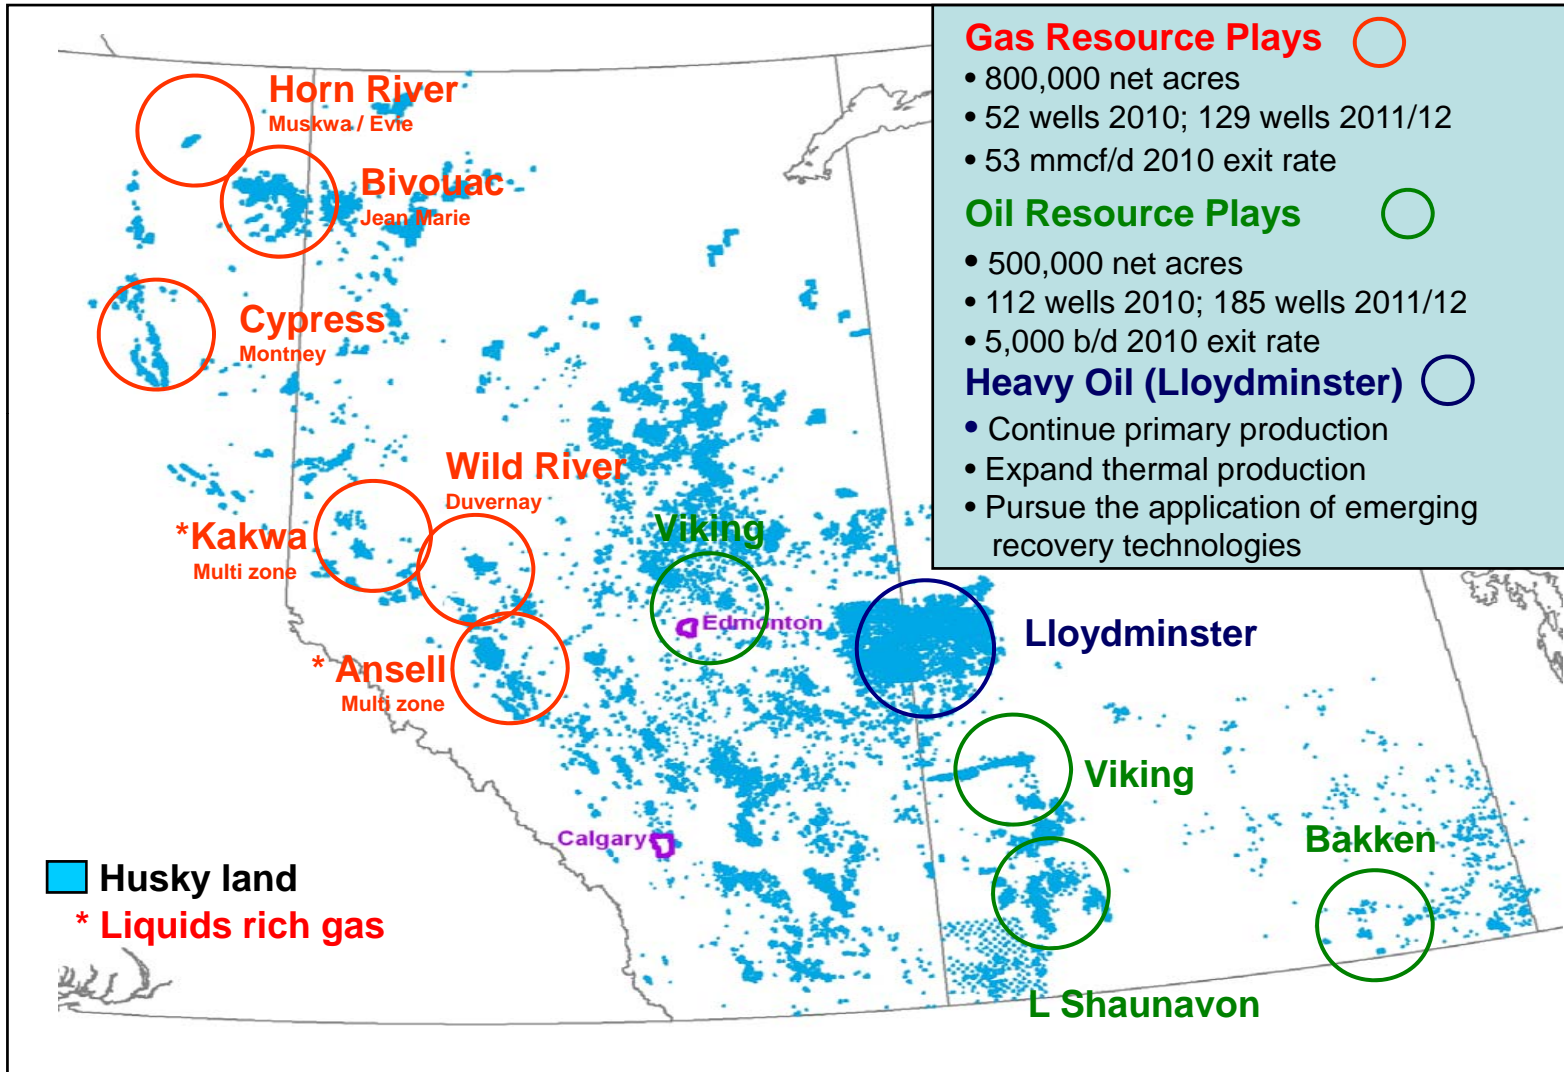 Gas Resource Plays
• 800,000 net acres
• 52 wells 2010; 129 wells 2011/12
• 53 mmcf/d 2010 exit rate
Oil Resource Plays
• 500,000 net acres
• 112 wells 2010; 185 wells 2011/12
• 5,000 b/d 2010 exit rate
Heavy Oil (Lloydminster)
• Continue primary production
• Expand thermal production
• Pursue the application of emerging
recovery technologies
Horn River
Muskwa / Evie
Bivouac
Jean Marie
Cypress
Montney
Wild River
Duvernay
*Kakwa
Multi zone
* Ansell
Multi zone
Viking
Edmonton
Lloydminster
Viking
Calgary
Bakken
L Shaunavon
Husky land
* Liquids rich gas